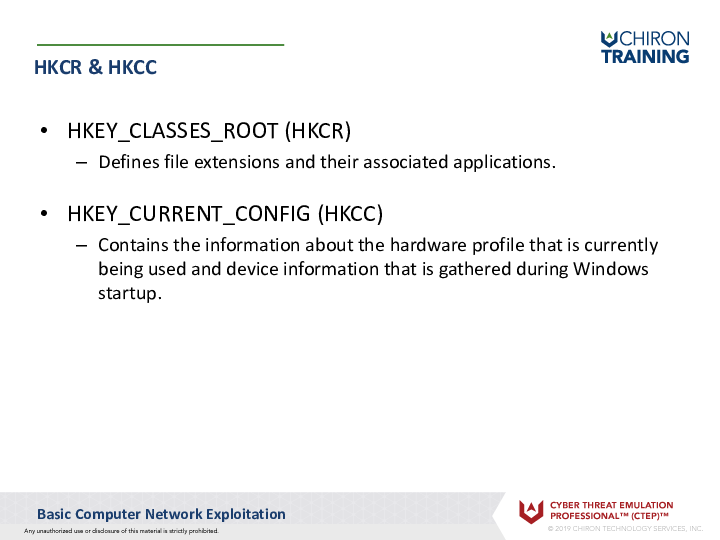 CHIRON
TRAINING
HKCR & HKCC
• HKEY_CLASSES_ROOT (HKCR)
– Defines file extensions and their associated applications.
• HKEY_CURRENT_CONFIG (HKCC)
– Contains the information about the hardware profile that is currently
being used and device information that is gathered during Windows
startup.
Basic Computer Network Exploitation
Any unauthorized use or disclosure of this material is strictly prohibited.
CYBER THREAT EMULATION
PROFESSIONAL™ (CTEP)™
© 2019 CHIRON TECHNOLOGY SERVICES, INC.